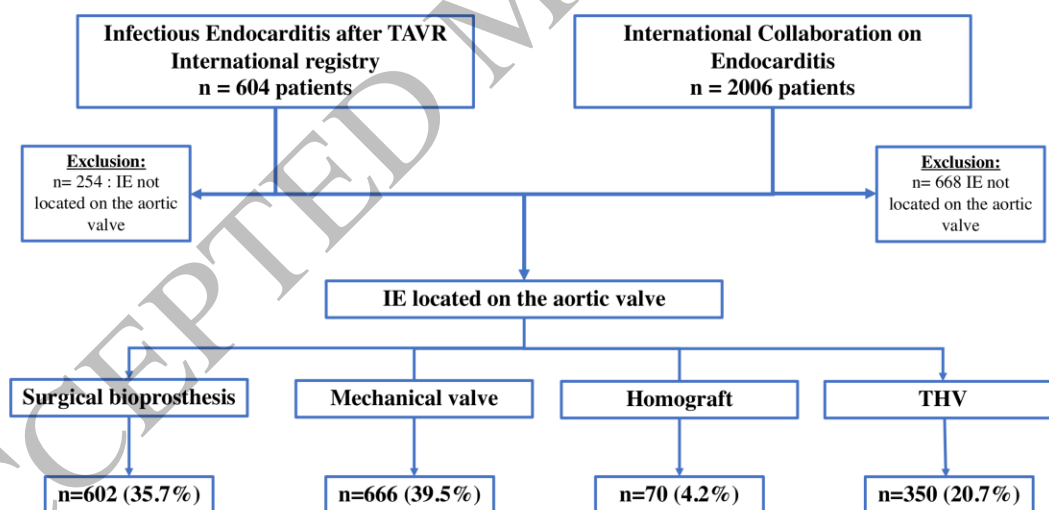 Infectious Endocarditis after TAVR
International registry
n = 604 patients
International Collaboration on
Endocarditis
n = 2006 patients
Exclusion:
n= 254 : IE not
located on the aortic
valve
Exclusion:
n= 668 IE not
located on the aortic
valve
IE located on the aortic valve
Surgical bioprosthesis
Mechanical valve
Homograft
THV
n=602 (35.7%)
n=666 (39.5%)
n=70 (4.2%)
n=350 (20.7%)
CEPTED M